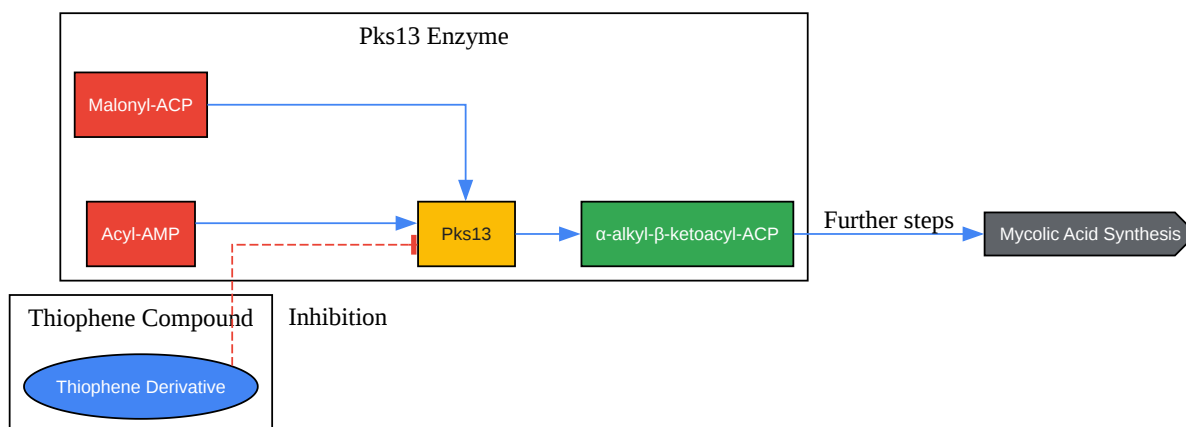 Pks13 Enzyme
Malonyl-ACP
Acyl-AMP
Pks13
α-alkyl-β-ketoacyl-ACP
Further steps
Mycolic Acid Synthesis
Thiophene Compound
Inhibition
Thiophene Derivative